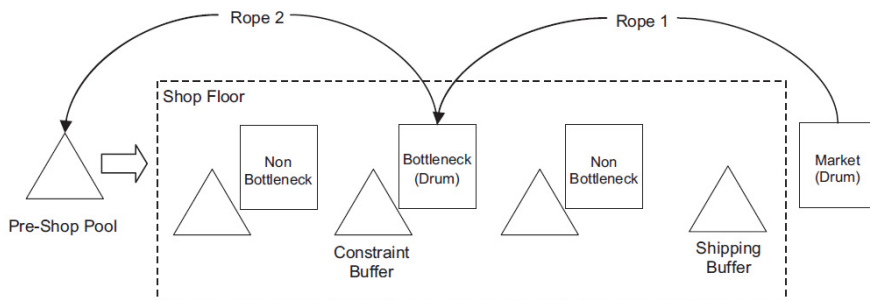 Rope 2
Rope 1
Shop Floor
Non
Bottleneck
Bottleneck
(Drum)
Non
Bottleneck
Market
(Drum)
Pre-Shop Pool
Constraint
Buffer
Shipping
Buffer